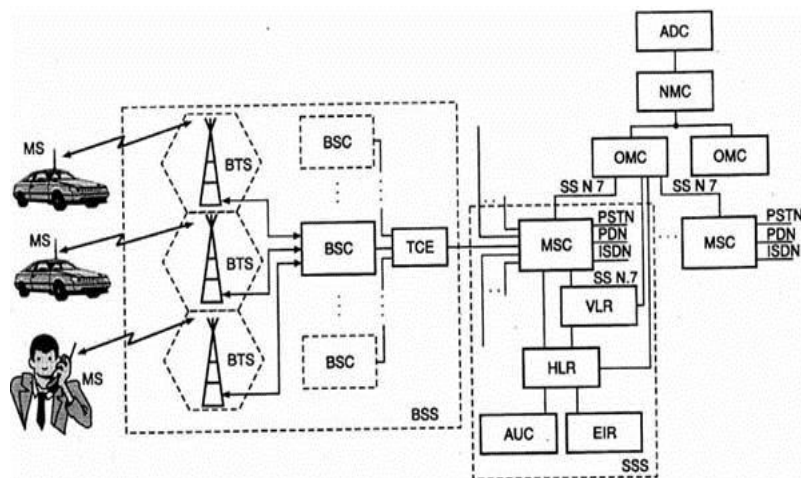 ADC
NMC
OMC
OMC
SS N 7
SS N 7
MS
BTS
BSC
MS
BTS
BSC
TCE
MSC
PSTN
PDN
ISDN
MSC
PSTN
PDN
ISDN
SS N.7
VLR
MS
BTS
BSC
HLR
BSS
AUC
EIR
SSS